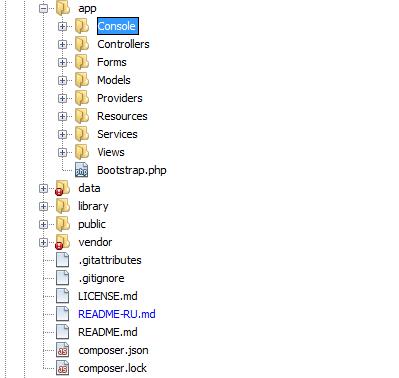 app
Console
Controllers
Forms
Models
Providers
Resources
Services
Views
Bootstrap.php
data
library
public
vendor
.gitattributes
.gitignore
LICENSE.md
README-RU.md
README.md
composer.json
composer.lock